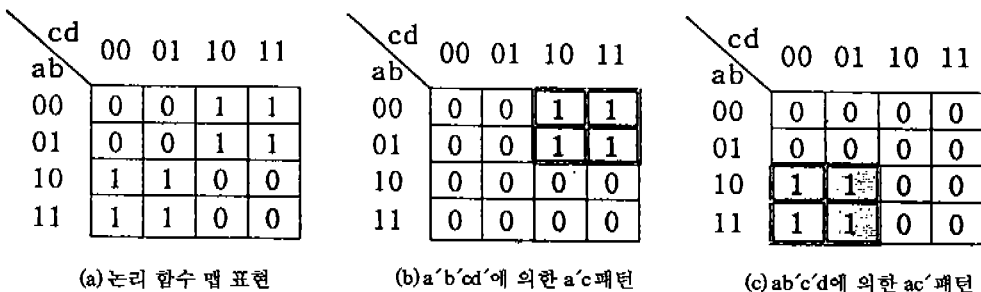 cd cd cd
ab 00 01 10 11 ab 00 01 10 11 ab 00 01 10 11
00 0 0 1 1 00 0 0 1 1 00 0 0 0 0
01 0 0 1 1 01 0 0 1 1 01 0 0 0 0
10 1 1 0 0 10 0 0 0 0 10 1 1 0 0
11 1 1 0 0 11 0 0 0 0 11 1 1 0 0
(a) 논리 함수 맵 표현 (b) a´b´cd´에 의한 a´c 패턴 (c) ab´c´d에 의한 ac´ 패턴